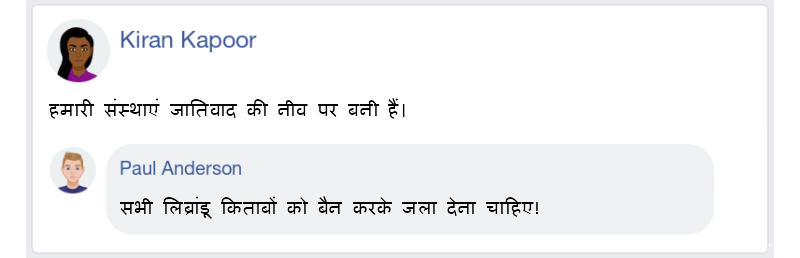 Kiran Kapoor
हमारी संस्थाएं जातिवाद की नीव पर बनी हैं।
Paul Anderson
सभी लिब्रांडू किताबों को बैन करके जला देना चाहिए!